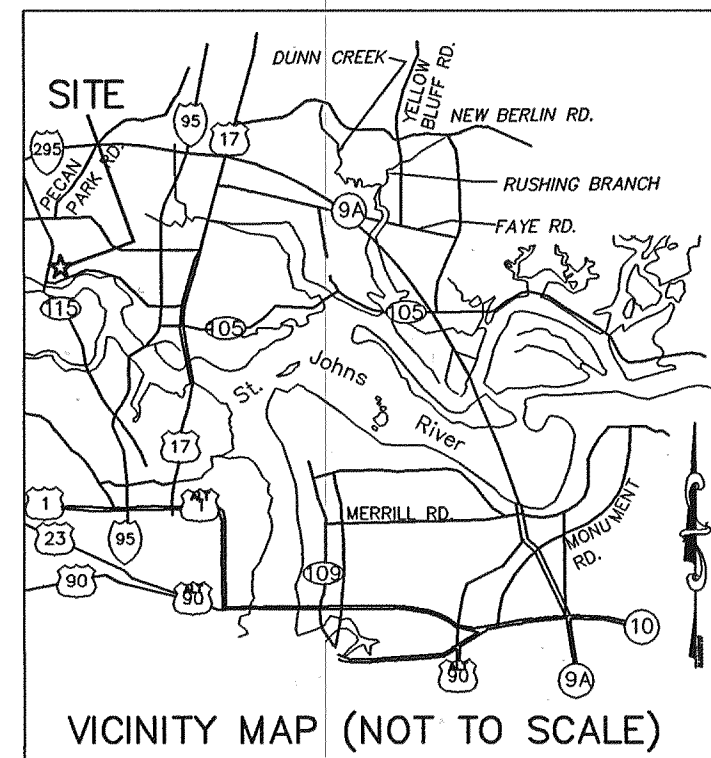 DUNN CREEK
YELLOW
BLUFF RD.
SITE
95
17
NEW BERLIN RD.
295
PECAN
PARK RD.
RUSHING BRANCH
9A
FAYE RD.
115
105
105
St. Johns River
17
1
ALT
1
MERRILL RD.
MONUMENT
RD.
23
95
90
ALT
90
109
10
90
9A
VICINITY MAP (NOT TO SCALE)